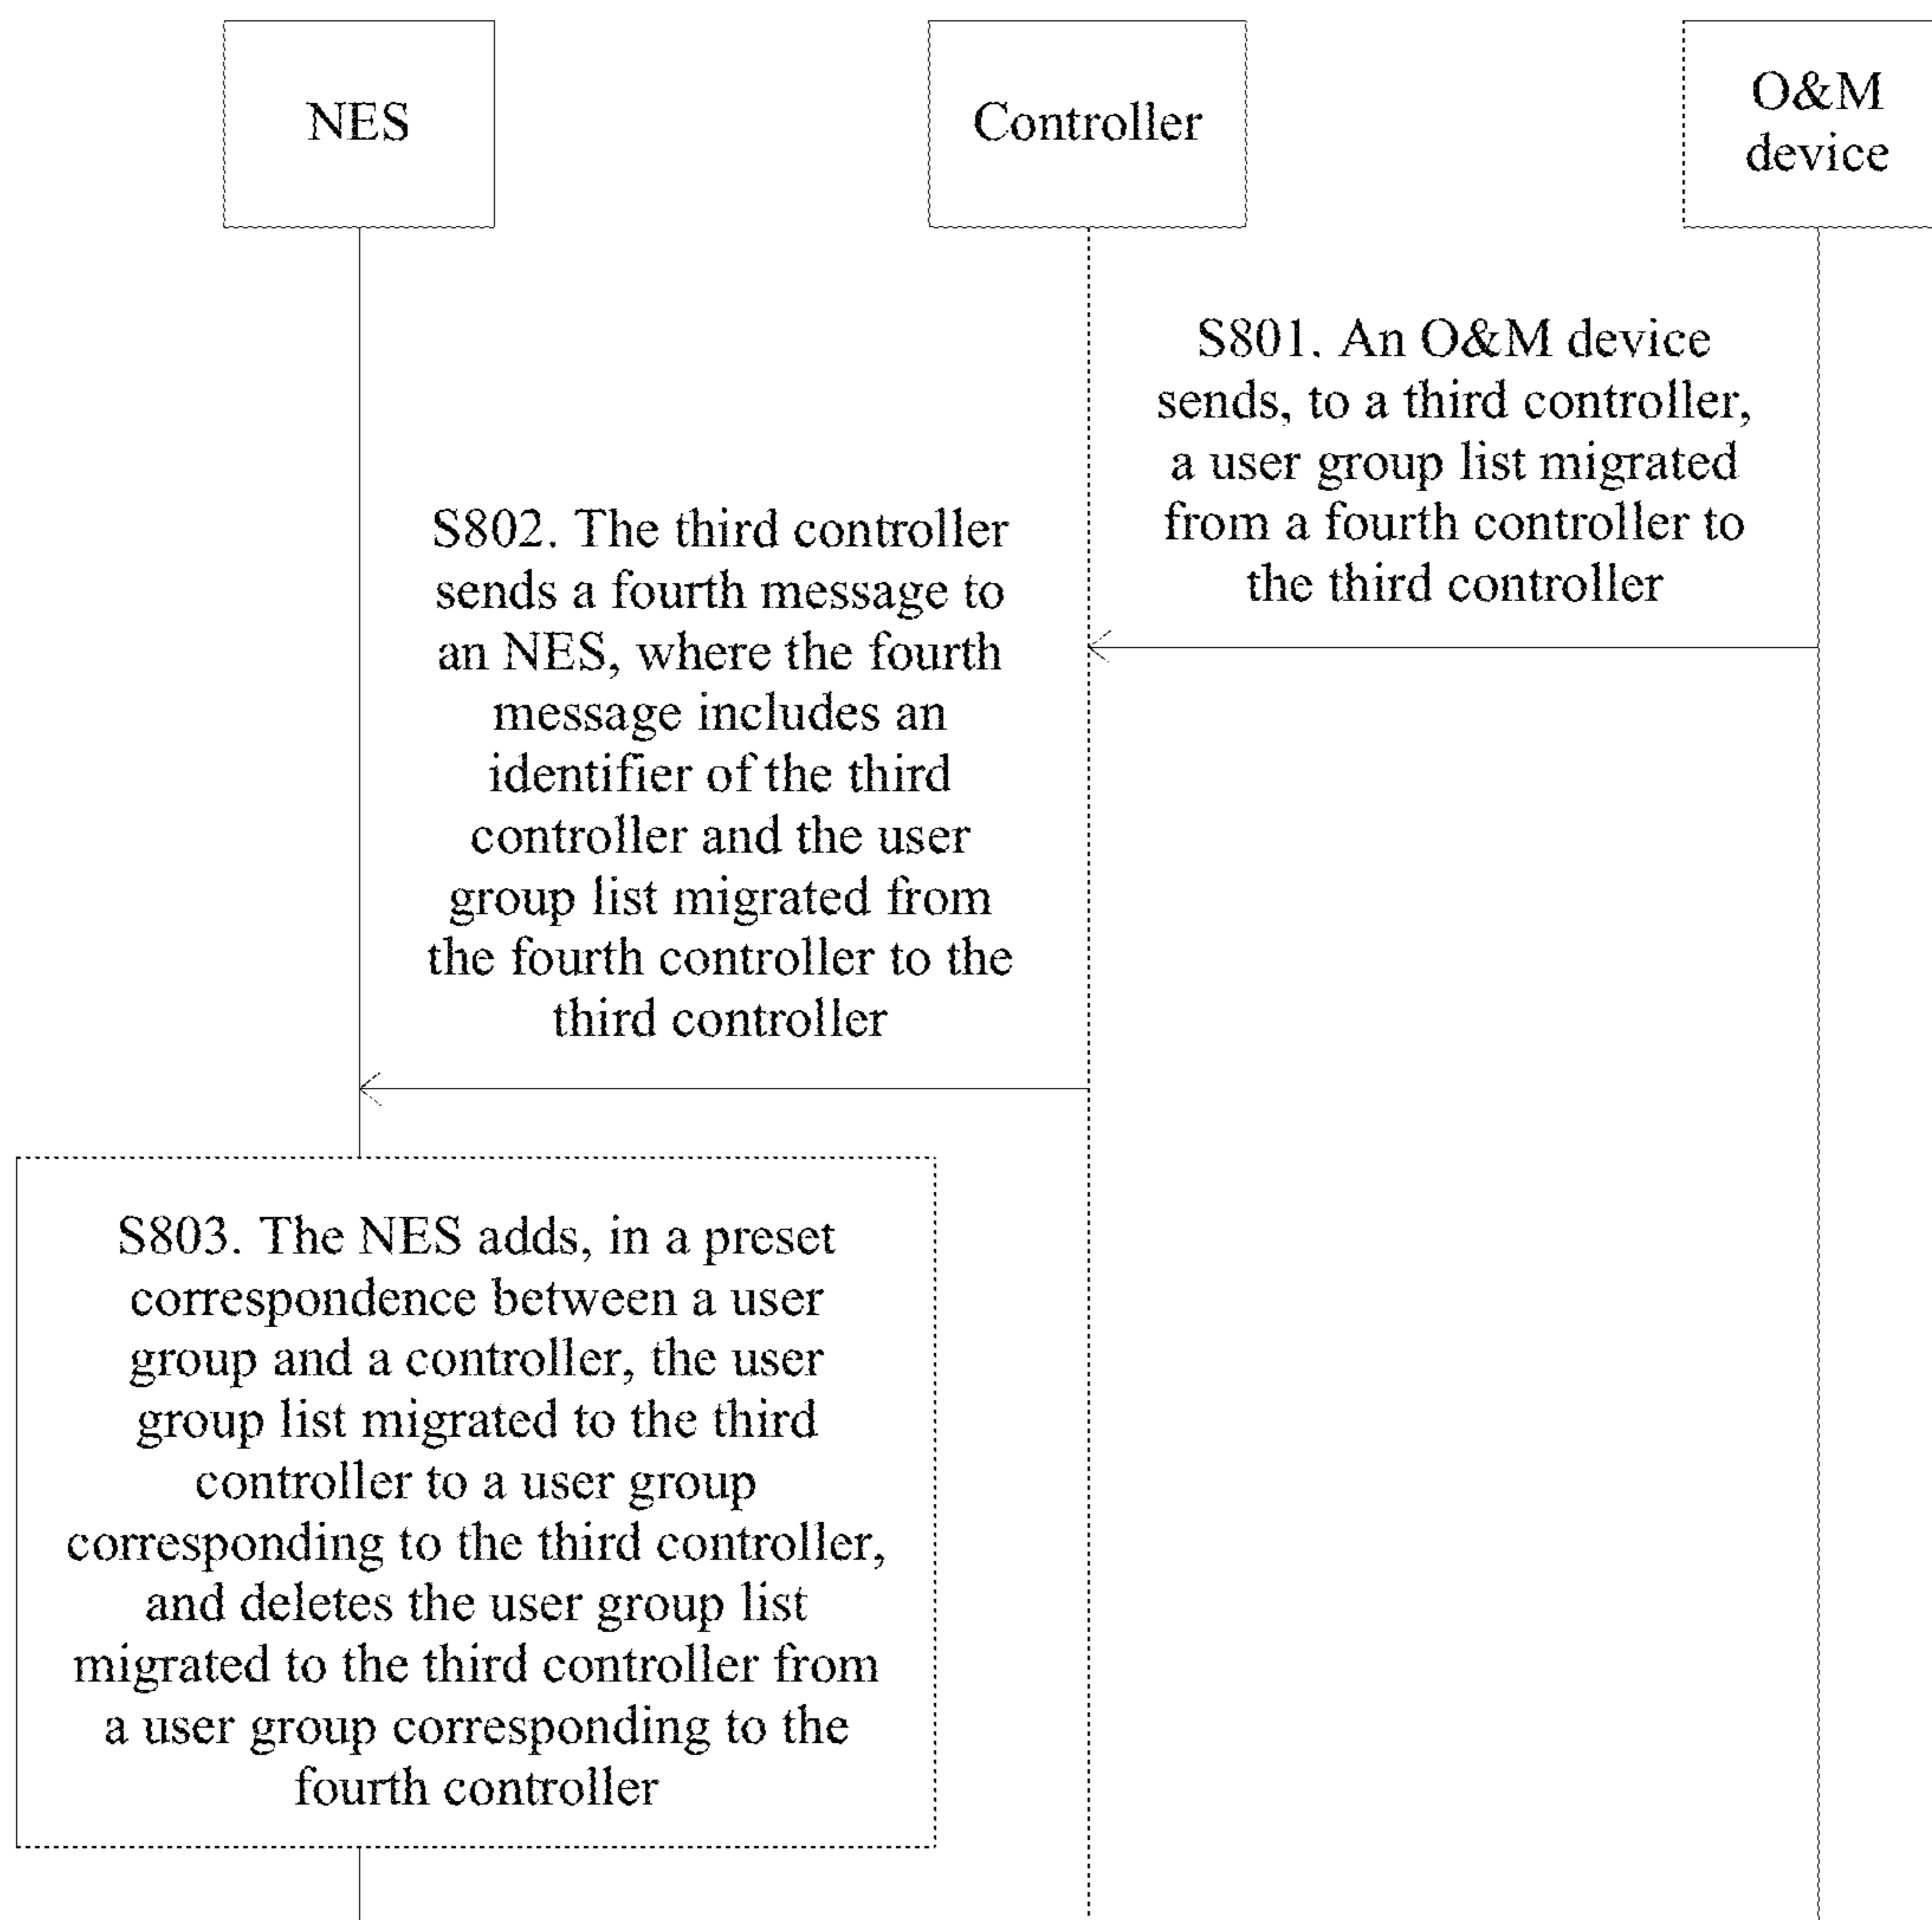 NES
Controller
O&M
device
S801. An O&M device
sends, to a third controller,
a user group list migrated
from a fourth controller to
the third controller
S802. The third controller
sends a fourth message to
an NES, where the fourth
message includes an
identifier of the third
controller and the user
group list migrated from
the fourth controller to the
third controller
S803. The NES adds, in a preset
correspondence between a user
group and a controller, the user
group list migrated to the third
controller to a user group
corresponding to the third controller,
and deletes the user group list
migrated to the third controller from
a user group corresponding to the
fourth controller